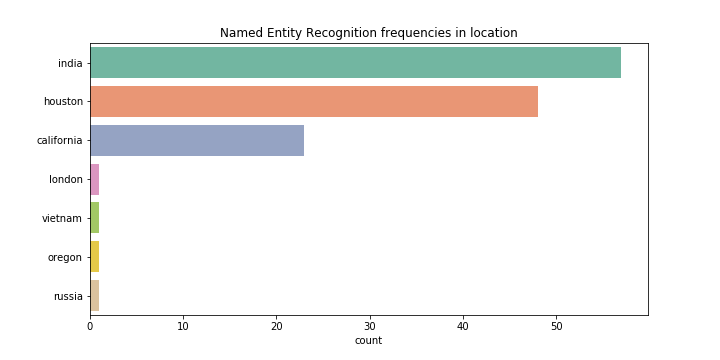 Named Entity Recognition frequencies in location
india
houston
california
london
vietnam
oregon
russia
0 10 20 30 40 50
count